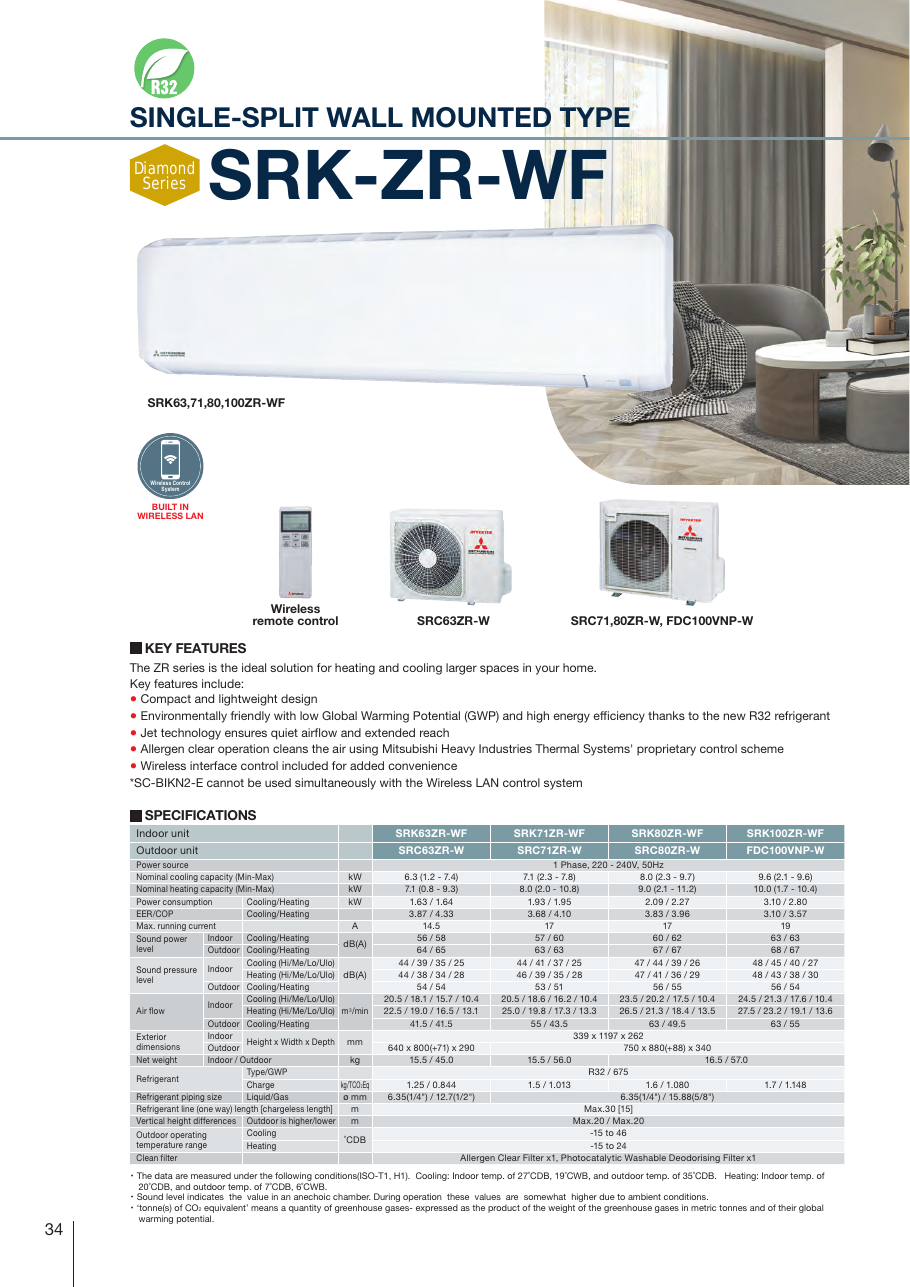 R32
SINGLE-SPLIT WALL MOUNTED TYPE
Diamond
Series
SRK-ZR-WF
SRK63,71,80,100ZR-WF
Wireless Control
System
BUILT IN
WIRELESS LAN
INVERTER
INVERTER
Wireless
remote control
SRC63ZR-W
SRC71,80ZR-W, FDC100VNP-W
KEY FEATURES
The ZR series is the ideal solution for heating and cooling larger spaces in your home.
Key features include:
● Compact and lightweight design
● Environmentally friendly with low Global Warming Potential (GWP) and high energy efficiency thanks to the new R32 refrigerant
● Jet technology ensures quiet airflow and extended reach
● Allergen clear operation cleans the air using Mitsubishi Heavy Industries Thermal Systems' proprietary control scheme
● Wireless interface control included for added convenience
*SC-BIKN2-E cannot be used simultaneously with the Wireless LAN control system
SPECIFICATIONS
Indoor unit SRK63ZR-WF SRK71ZR-WF SRK80ZR-WF SRK100ZR-WF
Outdoor unit SRC63ZR-W SRC71ZR-W SRC80ZR-W FDC100VNP-W
Power source 1 Phase, 220 - 240V, 50Hz
Nominal cooling capacity (Min-Max) kW 6.3 (1.2 - 7.4) 7.1 (2.3 - 7.8) 8.0 (2.3 - 9.7) 9.6 (2.1 - 9.6)
Nominal heating capacity (Min-Max) kW 7.1 (0.8 - 9.3) 8.0 (2.0 - 10.8) 9.0 (2.1 - 11.2) 10.0 (1.7 - 10.4)
Power consumption Cooling/Heating kW 1.63 / 1.64 1.93 / 1.95 2.09 / 2.27 3.10 / 2.80
EER/COP Cooling/Heating 3.87 / 4.33 3.68 / 4.10 3.83 / 3.96 3.10 / 3.57
Max. running current A 14.5 17 17 19
Sound power level Indoor Cooling/Heating dB(A) 56 / 58 57 / 60 60 / 62 63 / 63
Outdoor Cooling/Heating 64 / 65 63 / 63 67 / 67 68 / 67
Sound pressure level Indoor Cooling (Hi/Me/Lo/Ulo) dB(A) 44 / 39 / 35 / 25 44 / 41 / 37 / 25 47 / 44 / 39 / 26 48 / 45 / 40 / 27
Heating (Hi/Me/Lo/Ulo) 44 / 38 / 34 / 28 46 / 39 / 35 / 28 47 / 41 / 36 / 29 48 / 43 / 38 / 30
Outdoor Cooling/Heating 54 / 54 53 / 51 56 / 55 56 / 54
Air flow Indoor Cooling (Hi/Me/Lo/Ulo) m³/min 20.5 / 18.1 / 15.7 / 10.4 20.5 / 18.6 / 16.2 / 10.4 23.5 / 20.2 / 17.5 / 10.4 24.5 / 21.3 / 17.6 / 10.4
Heating (Hi/Me/Lo/Ulo) 22.5 / 19.0 / 16.5 / 13.1 25.0 / 19.8 / 17.3 / 13.3 26.5 / 21.3 / 18.4 / 13.5 27.5 / 23.2 / 19.1 / 13.6
Outdoor Cooling/Heating 41.5 / 41.5 55 / 43.5 63 / 49.5 63 / 55
Exterior dimensions Indoor Height x Width x Depth mm 339 x 1197 x 262
Outdoor 640 x 800(+71) x 290 750 x 880(+88) x 340
Net weight Indoor / Outdoor kg 15.5 / 45.0 15.5 / 56.0 16.5 / 57.0
Refrigerant Type/GWP R32 / 675
Charge kg/TCO₂Eq 1.25 / 0.844 1.5 / 1.013 1.6 / 1.080 1.7 / 1.148
Refrigerant piping size Liquid/Gas ø mm 6.35(1/4") / 12.7(1/2") 6.35(1/4") / 15.88(5/8")
Refrigerant line (one way) length [chargeless length] m Max.30 [15]
Vertical height differences Outdoor is higher/lower m Max.20 / Max.20
Outdoor operating temperature range Cooling ˚CDB -15 to 46
Heating -15 to 24
Clean filter Allergen Clear Filter x1, Photocatalytic Washable Deodorising Filter x1
・The data are measured under the following conditions(ISO-T1, H1). Cooling: Indoor temp. of 27˚CDB, 19˚CWB, and outdoor temp. of 35˚CDB. Heating: Indoor temp. of
20˚CDB, and outdoor temp. of 7˚CDB, 6˚CWB.
・Sound level indicates the value in an anechoic chamber. During operation these values are somewhat higher due to ambient conditions.
・‘tonne(s) of CO₂ equivalent’ means a quantity of greenhouse gases- expressed as the product of the weight of the greenhouse gases in metric tonnes and of their global
warming potential.
34